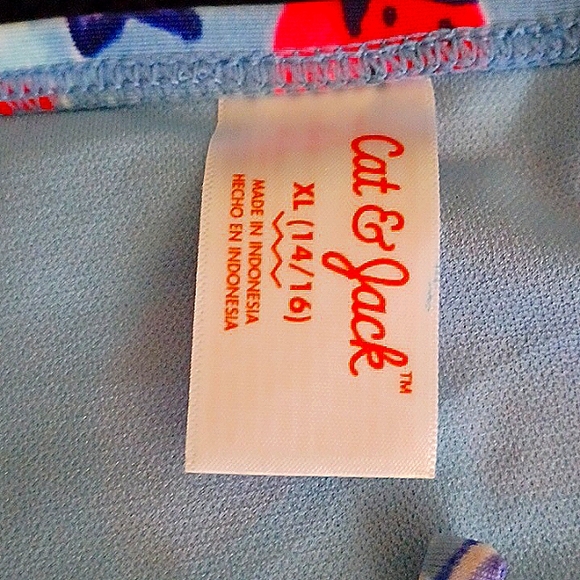 Cat & Jack™
XL (14/16)
MADE IN INDONESIA
HECHO EN INDONESIA